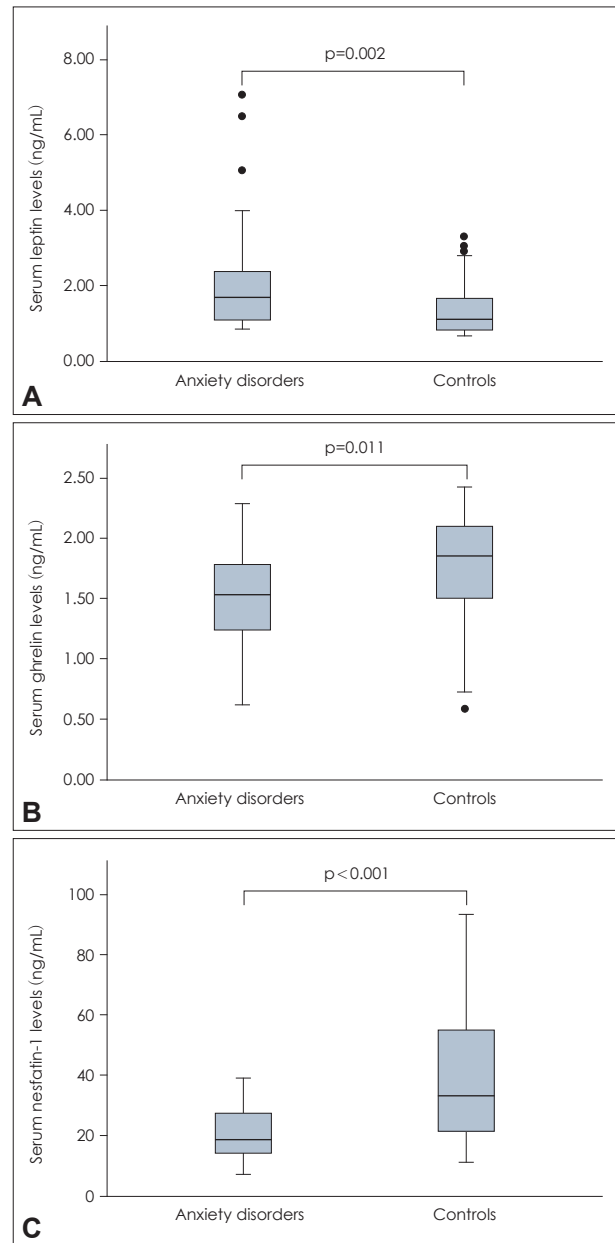 p=0.002
8.00
6.00
4.00
2.00
0.00
Serum leptin levels (ng/mL)
Anxiety disorders Controls
A
p=0.011
2.50
2.00
1.50
1.00
0.50
0.00
Serum ghrelin levels (ng/mL)
Anxiety disorders Controls
B
p<0.001
100
80
60
40
20
0
Serum nesfatin-1 levels (ng/mL)
Anxiety disorders Controls
C